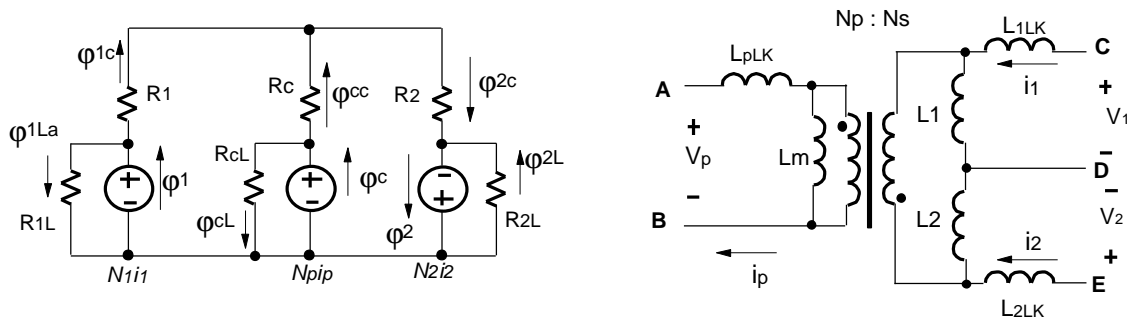 φ1c
R1
Rc
φcc
R2
φ2c
φ1La
R1L
φ1
RcL
φc
φcL
φ2L
φ2
R2L
N1i1
Npip
N2i2
Np : Ns
LpLK
L1LK
A
C
i1
+
V1
–
L1
+
Vp
–
Lm
D
–
V2
+
L2
B
i2
E
ip
L2LK
+
-
+
-
-
+